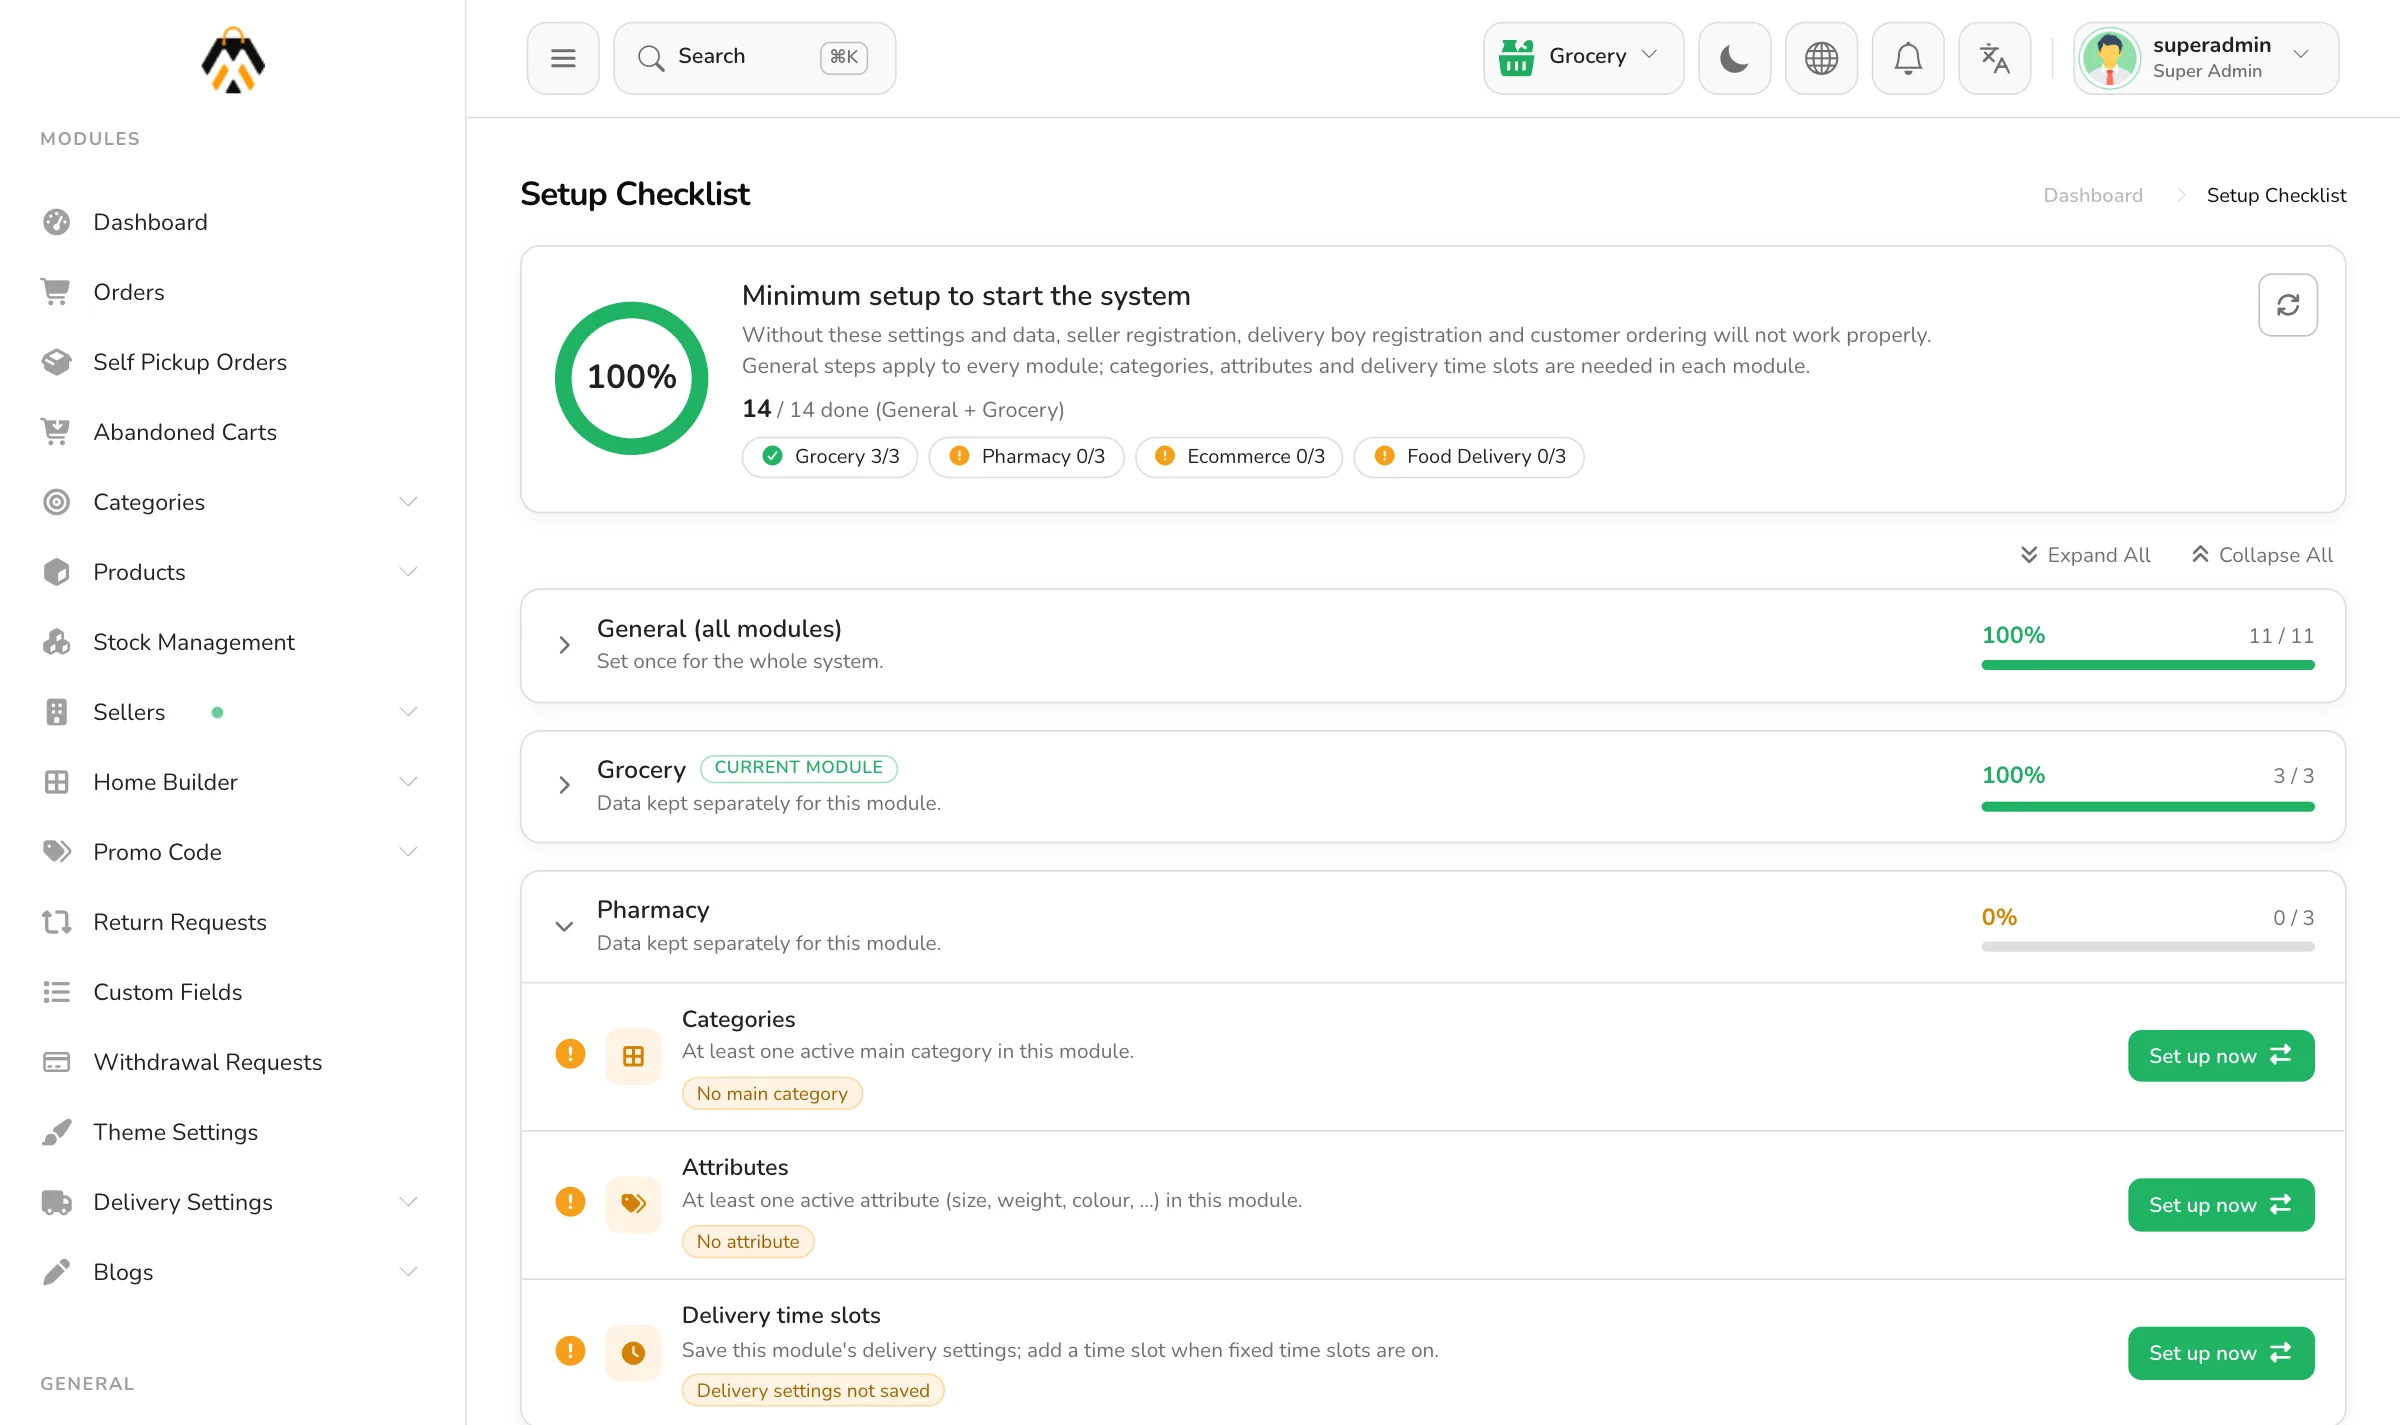 MODULES
Dashboard
Orders
Self Pickup Orders
Abandoned Carts
Categories
Products
Stock Management
Sellers
Home Builder
Promo Code
Return Requests
Custom Fields
Withdrawal Requests
Theme Settings
Delivery Settings
Blogs
GENERAL
Search
⌘K
Grocery
superadmin
Super Admin
Setup Checklist
Dashboard
Setup Checklist
100%
Minimum setup to start the system
Without these settings and data, seller registration, delivery boy registration and customer ordering will not work properly.
General steps apply to every module; categories, attributes and delivery time slots are needed in each module.
14 / 14 done (General + Grocery)
Grocery 3/3
Pharmacy 0/3
Ecommerce 0/3
Food Delivery 0/3
Expand All
Collapse All
General (all modules)
Set once for the whole system.
100%
11 / 11
Grocery
CURRENT MODULE
Data kept separately for this module.
100%
3 / 3
Pharmacy
Data kept separately for this module.
0%
0 / 3
Categories
At least one active main category in this module.
No main category
Set up now
Attributes
At least one active attribute (size, weight, colour, ...) in this module.
No attribute
Set up now
Delivery time slots
Save this module's delivery settings; add a time slot when fixed time slots are on.
Delivery settings not saved
Set up now